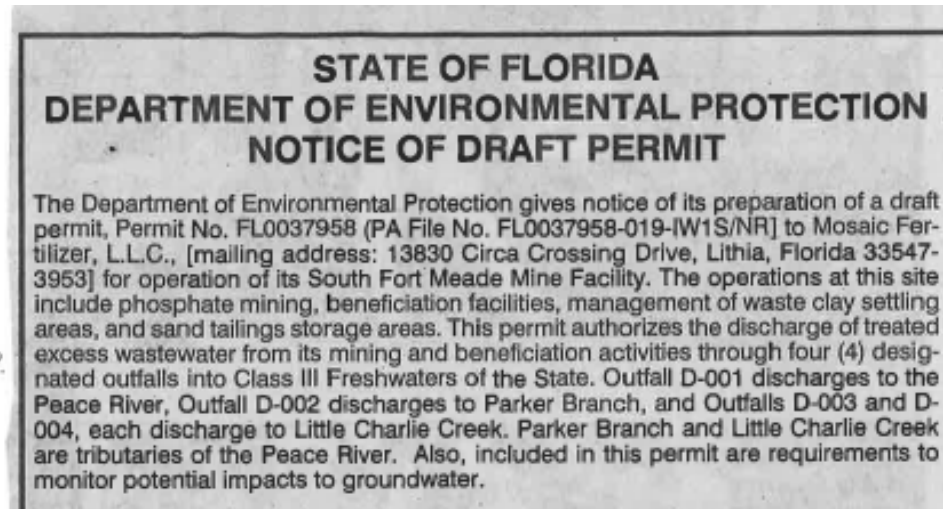 STATE OF FLORIDA
DEPARTMENT OF ENVIRONMENTAL PROTECTION
NOTICE OF DRAFT PERMIT
The Department of Environmental Protection gives notice of its preparation of a draft
permit, Permit No. FL0037958 (PA File No. FL0037958-019-IW1S/NR] to Mosaic Fer-
tilizer, L.L.C., [mailing address: 13830 Circa Crossing Drive, Lithia, Florida 33547-
3953] for operation of its South Fort Meade Mine Facility. The operations at this site
include phosphate mining, beneficiation facilities, management of waste clay settling
areas, and sand tailings storage areas. This permit authorizes the discharge of treated
excess wastewater from its mining and beneficiation activities through four (4) desig-
nated outfalls into Class III Freshwaters of the State. Outfall D-001 discharges to the
Peace River, Outfall D-002 discharges to Parker Branch, and Outfalls D-003 and D-
004, each discharge to Little Charlie Creek. Parker Branch and Little Charlie Creek
are tributaries of the Peace River. Also, included in this permit are requirements to
monitor potential impacts to groundwater.